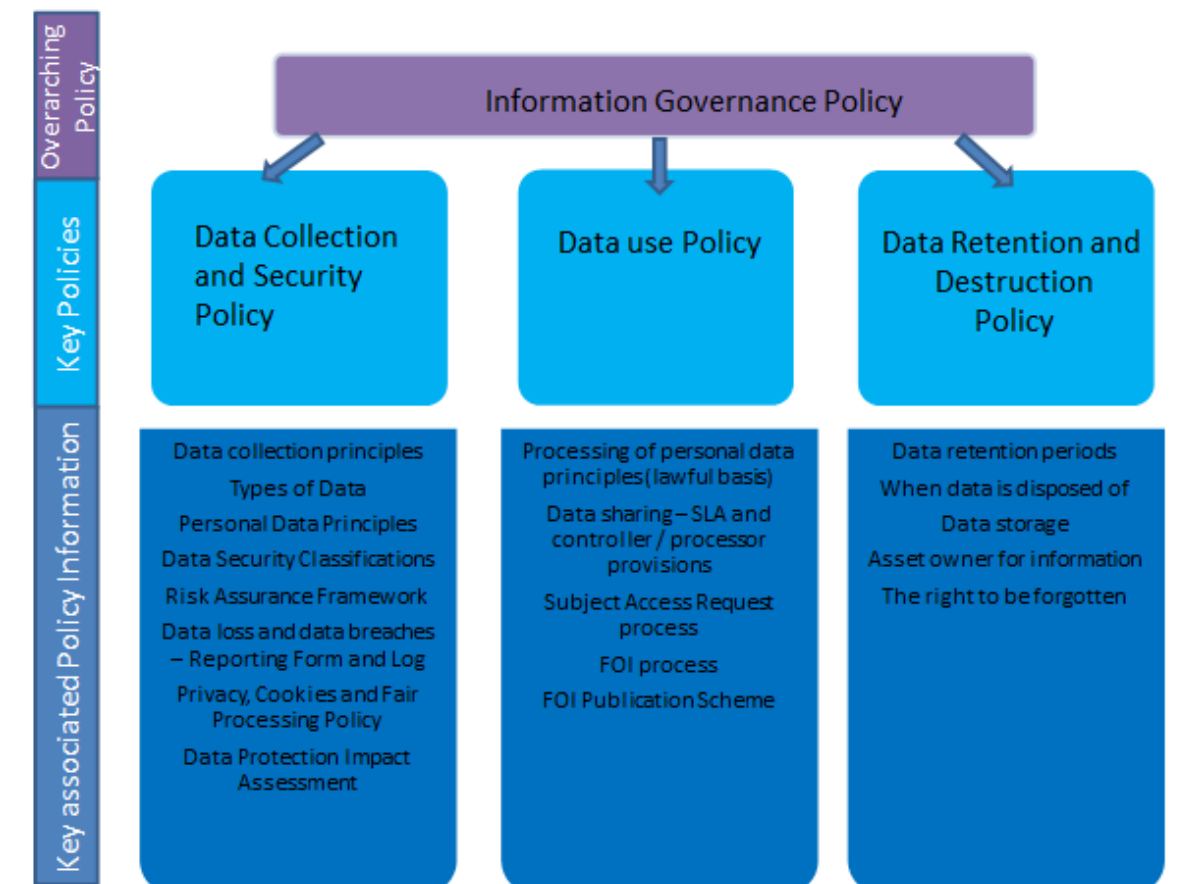 Overarching
Policy
Information Governance Policy
Key Policies
Data Collection
and Security
Policy
Data use Policy
Data Retention and
Destruction
Policy
Key associated Policy Information
Data collection principles
Types of Data
Personal Data Principles
Data Security Classifications
Risk Assurance Framework
Data loss and data breaches
– Reporting Form and Log
Privacy, Cookies and Fair
Processing Policy
Data Protection Impact
Assessment
Processing of personal data
principles(lawful basis)
Data sharing – SLA and
controller / processor
provisions
Subject Access Request
process
FOI process
FOI Publication Scheme
Data retention periods
When data is disposed of
Data storage
Asset owner for information
The right to be forgotten